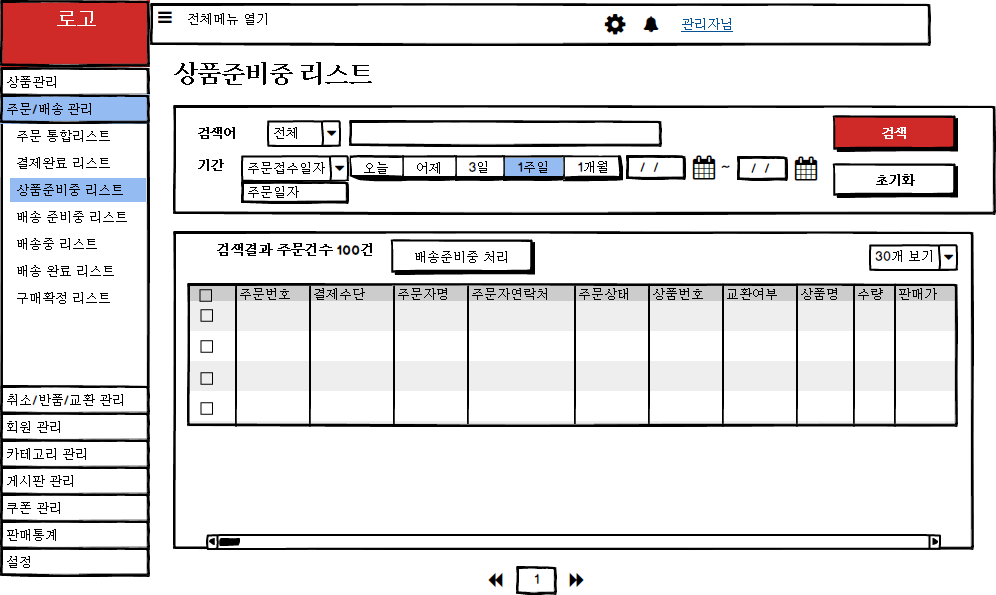 로고
전체메뉴 열기
관리자님
상품관리
주문/배송 관리
주문 통합리스트
결제완료 리스트
상품준비중 리스트
배송 준비중 리스트
배송중 리스트
배송 완료 리스트
구매확정 리스트
취소/반품/교환 관리
회원 관리
카테고리 관리
게시판 관리
쿠폰 관리
판매통계
설정
상품준비중 리스트
검색어 전체 검색
기간 주문접수일자 오늘 어제 3일 1주일 1개월 / / ~ / / 초기화
주문일자
검색결과 주문건수 100건 배송준비중 처리 30개 보기
주문번호 결제수단 주문자명 주문자연락처 주문상태 상품번호 교환여부 상품명 수량 판매가
1